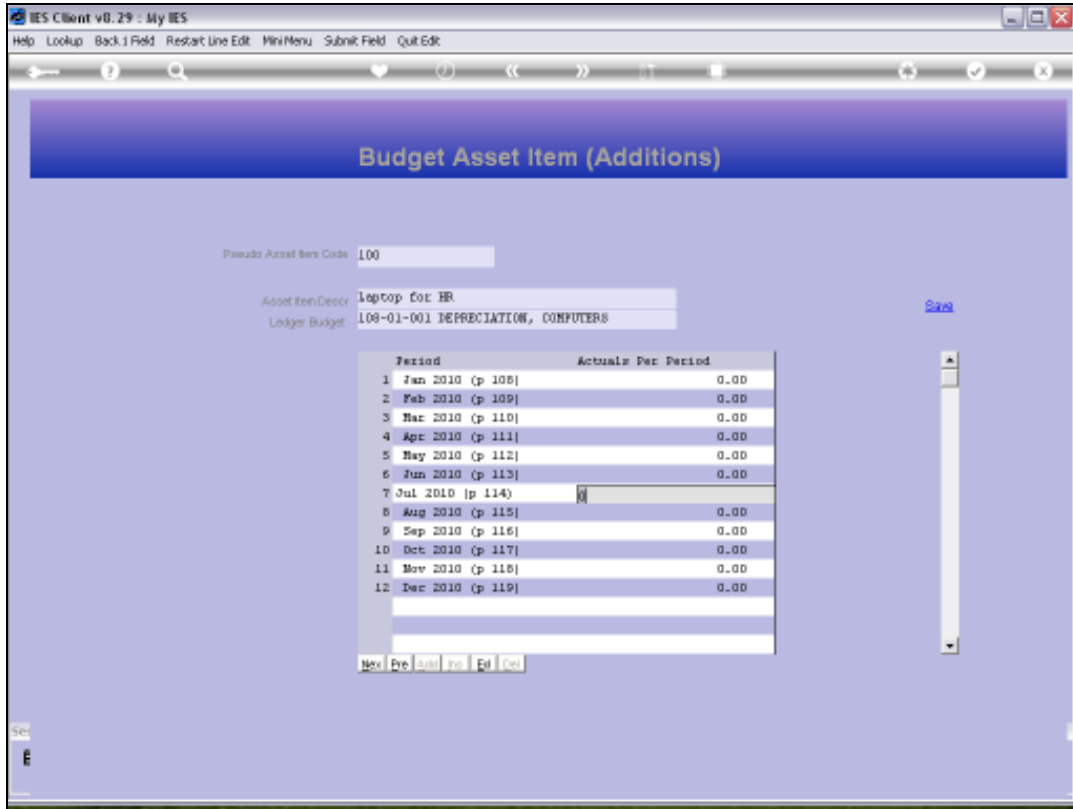 IES Client v8.29 : My IES
Help Lookup Back 1 Field Restart Line Edit Mini Menu Submit Field Quit Edit
Budget Asset Item (Additions)
Pseudo Asset Item Code 100
Asset Item Descr laptop for HR
Save
Ledger Budget 108-01-001 DEPRECIATION, COMPUTERS
Period Actuals Per Period
1 Jan 2010 (p 108) 0.00
2 Feb 2010 (p 109) 0.00
3 Mar 2010 (p 110) 0.00
4 Apr 2010 (p 111) 0.00
5 May 2010 (p 112) 0.00
6 Jun 2010 (p 113) 0.00
7 Jul 2010 (p 114) 0
8 Aug 2010 (p 115) 0.00
9 Sep 2010 (p 116) 0.00
10 Oct 2010 (p 117) 0.00
11 Nov 2010 (p 118) 0.00
12 Dec 2010 (p 119) 0.00
Nex Pre Add Ins Ed Del
Ses